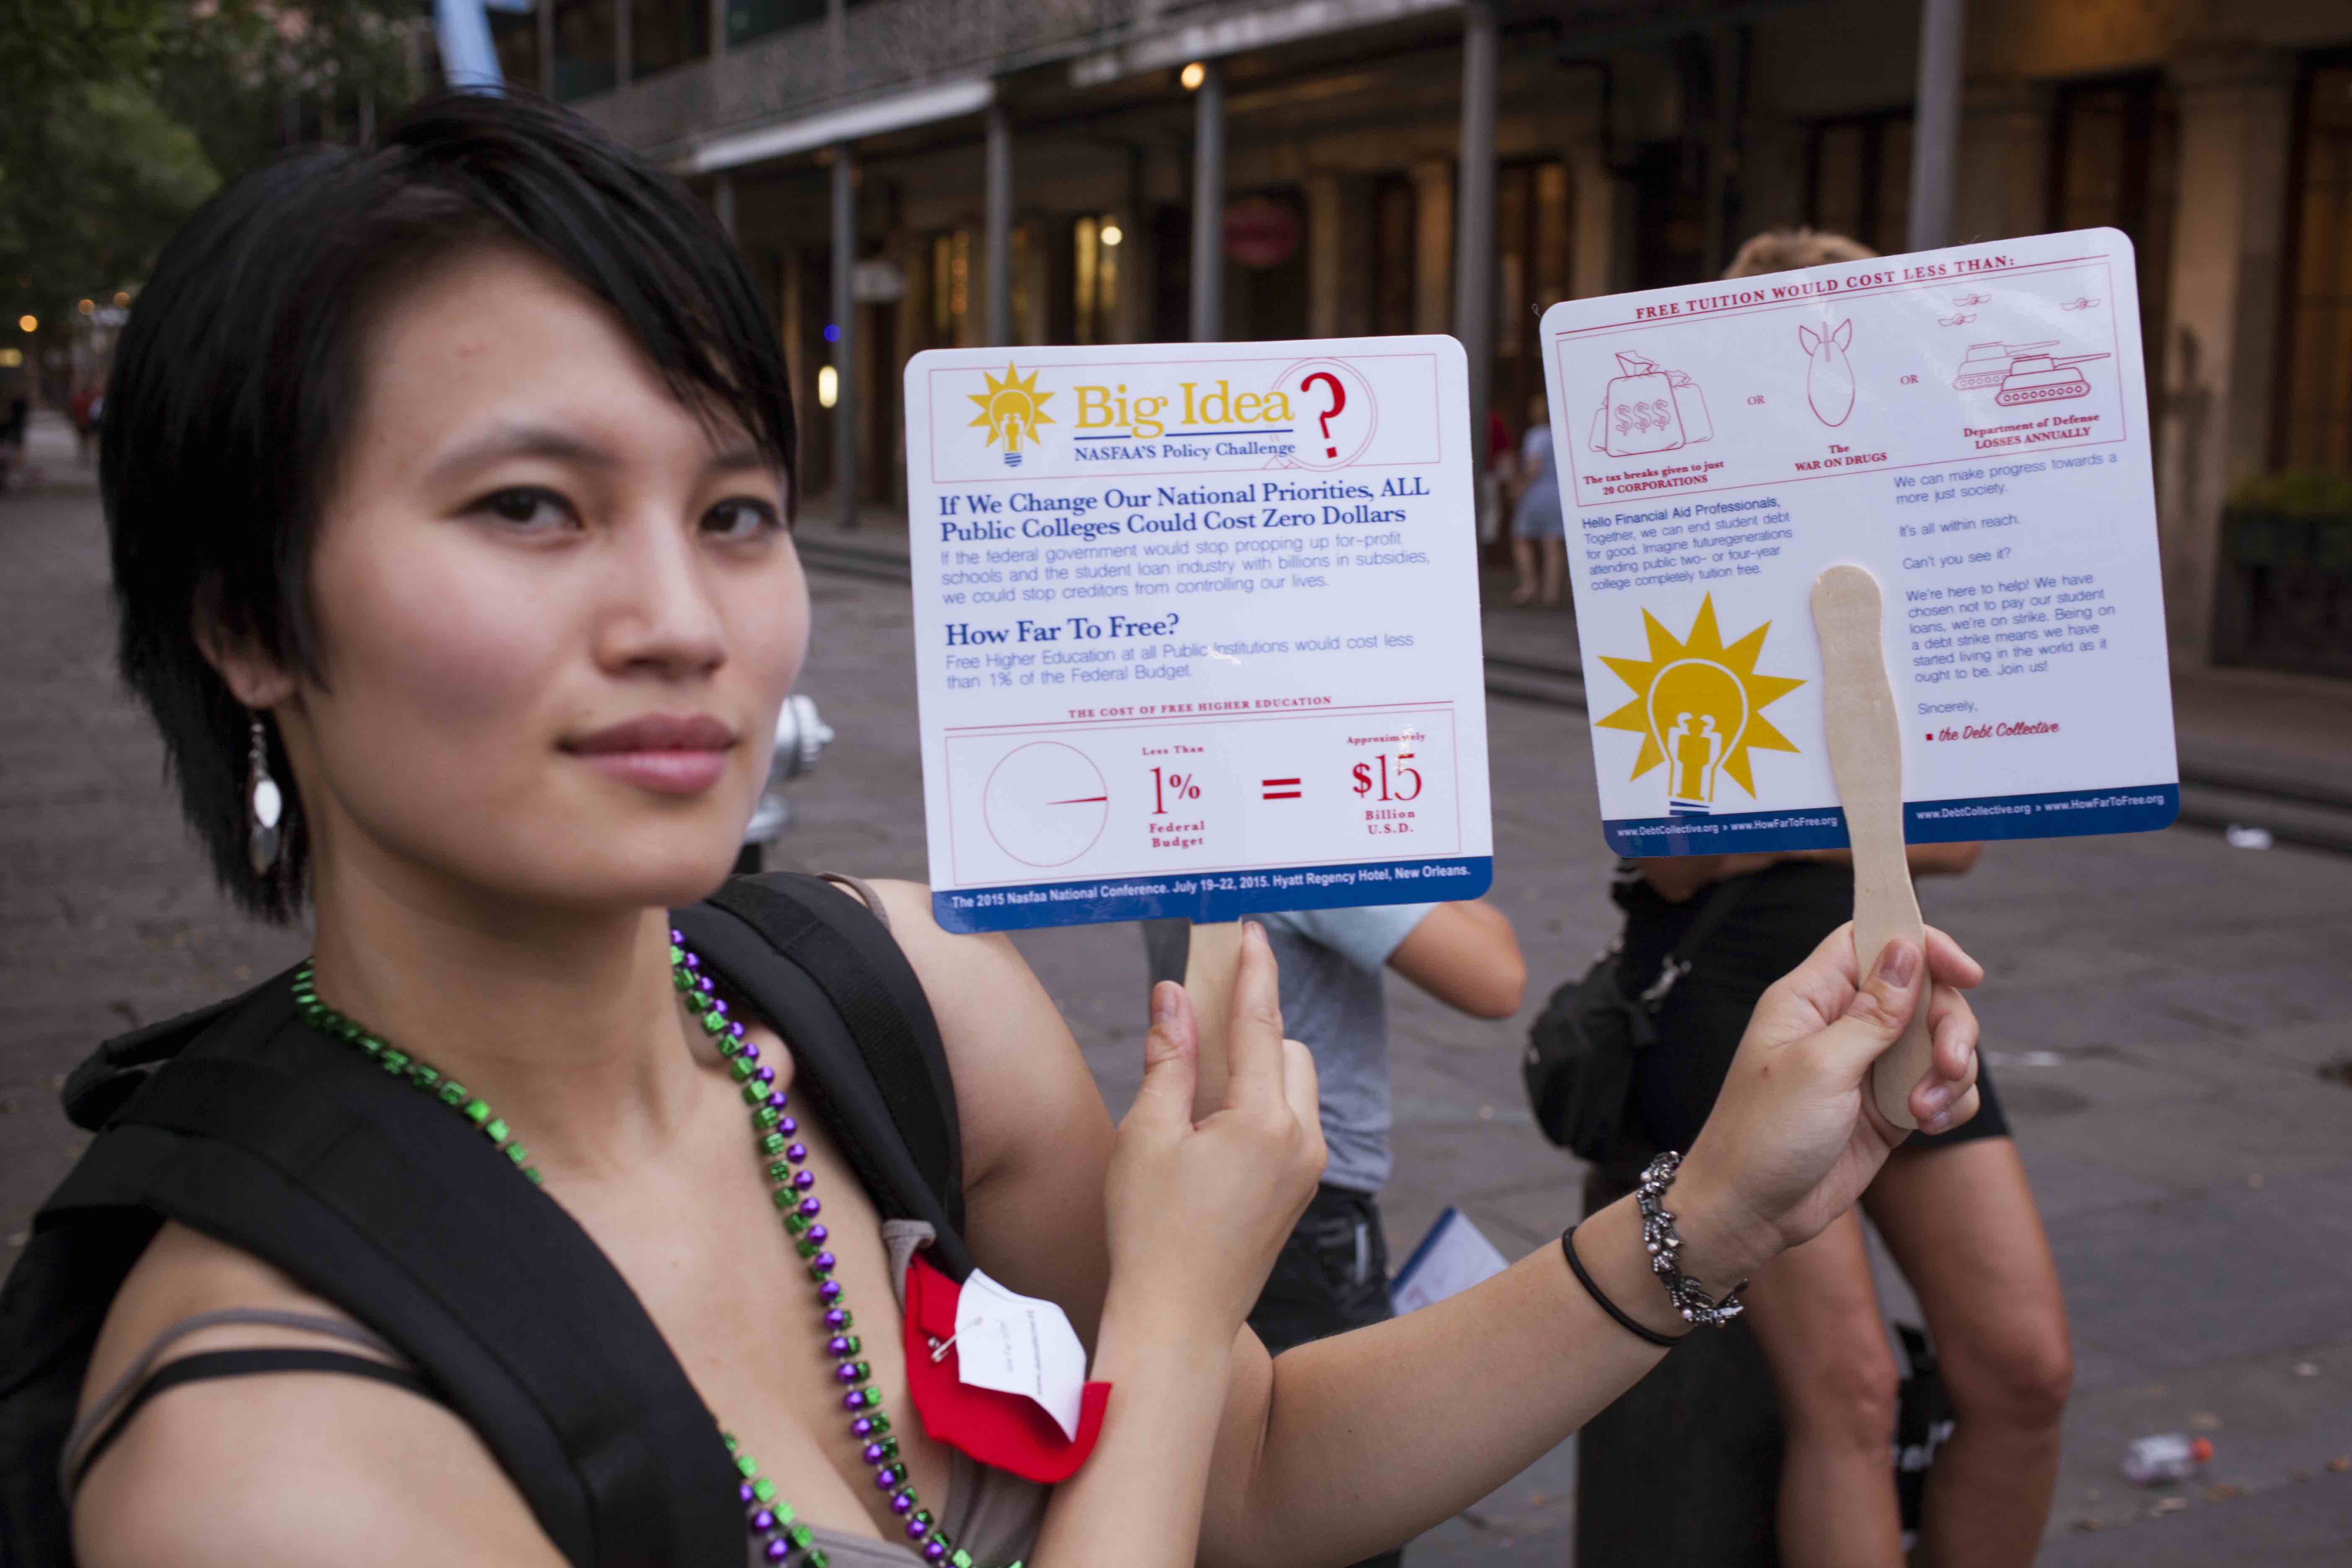 Big Idea ?
NASFAA'S Policy Challenge
If We Change Our National Priorities, ALL
Public Colleges Could Cost Zero Dollars
If the federal government would stop propping up for-profit
schools and the student loan industry with billions in subsidies,
we could stop creditors from controlling our lives.
How Far To Free?
Free Higher Education at all Public Institutions would cost less
than 1% of the Federal Budget.
THE COST OF FREE HIGHER EDUCATION
Less Than
1%
Federal
Budget
=
Approximately
$15
Billion
U.S.D.
The 2015 Nasfaa National Conference. July 19-22, 2015. Hyatt Regency Hotel, New Orleans.
FREE TUITION WOULD COST LESS THAN:
$$$
The tax breaks given to just
20 CORPORATIONS
OR
The
WAR ON DRUGS
OR
Department of Defense
LOSSES ANNUALLY
Hello Financial Aid Professionals,
Together, we can end student debt
for good. Imagine futuregenerations
attending public two- or four-year
college completely tuition free.
We can make progress towards a
more just society.
It's all within reach.
Can't you see it?
We're here to help! We have
chosen not to pay our student
loans, we're on strike. Being on
a debt strike means we have
started living in the world as it
ought to be. Join us!
Sincerely,
the Debt Collective
www.DebtCollective.org » www.HowFarToFree.org
www.DebtCollective.org » www.HowFarToFree.org